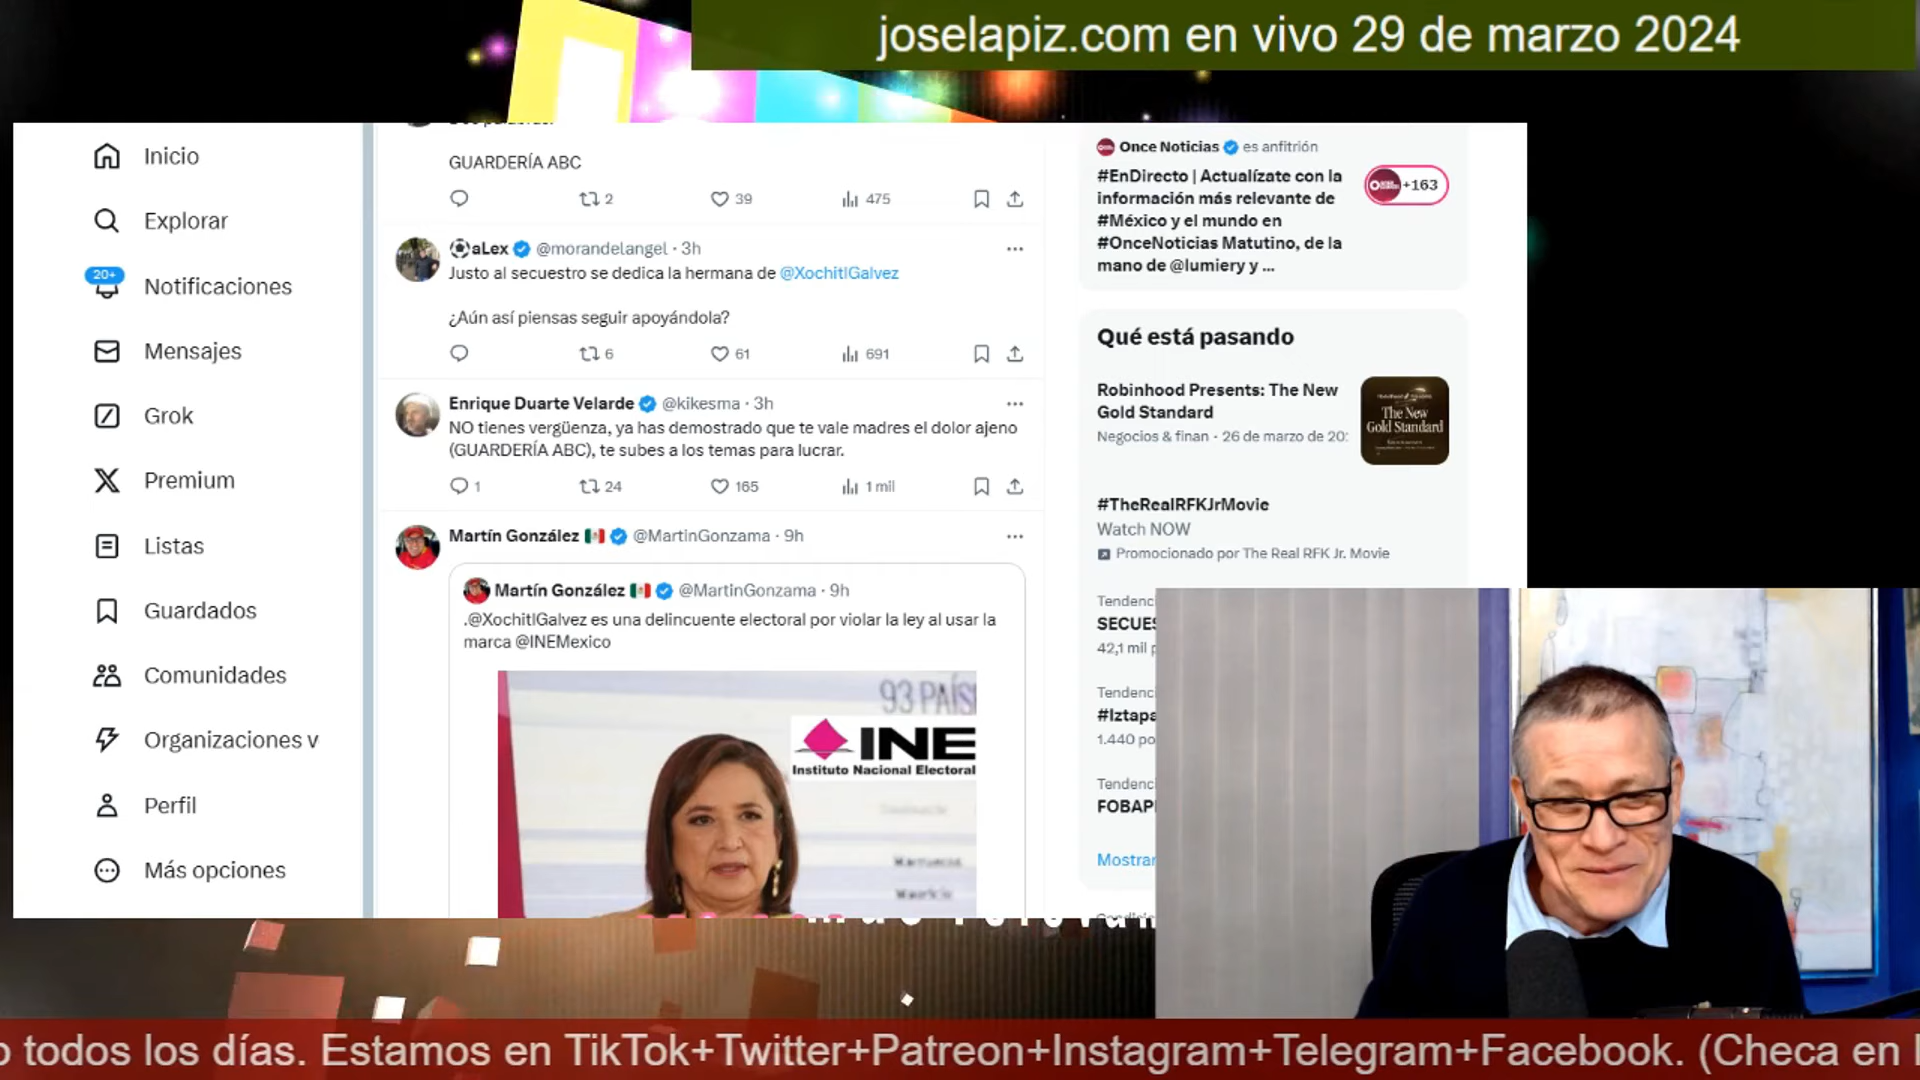 joselapiz.com en vivo 29 de marzo 2024
Inicio
Explorar
20+
Notificaciones
Mensajes
Grok
Premium
Listas
Guardados
Comunidades
Organizaciones v
Perfil
Más opciones
GUARDERÍA ABC
2 39 475
aLex @morandelangel · 3h
Justo al secuestro se dedica la hermana de @XochitlGalvez
¿Aún así piensas seguir apoyándola?
6 61 691
Enrique Duarte Velarde @kikesma · 3h
NO tienes vergüenza, ya has demostrado que te vale madres el dolor ajeno
(GUARDERÍA ABC), te subes a los temas para lucrar.
1 24 165 1 mil
Martín González @MartinGonzama · 9h
Martín González @MartinGonzama · 9h
.@XochitlGalvez es una delincuente electoral por violar la ley al usar la
marca @INEMexico
93 PAÍS
INE
Instituto Nacional Electoral
Once Noticias es anfitrión
#EnDirecto | Actualízate con la
información más relevante de
#México y el mundo en
#OnceNoticias Matutino, de la
mano de @lumiery y ...
+163
Qué está pasando
Robinhood Presents: The New
Gold Standard
Negocios & finan · 26 de marzo de 20:
The New
Gold Standard
#TheRealRFKJrMovie
Watch NOW
Promocionado por The Real RFK Jr. Movie
Tendenc
SECUES
42,1 mil p
Tendenc
#Iztapa
1.440 po
Tendenc
FOBAP
Mostrar
o todos los días. Estamos en TikTok+Twitter+Patreon+Instagram+Telegram+Facebook. (Checa en